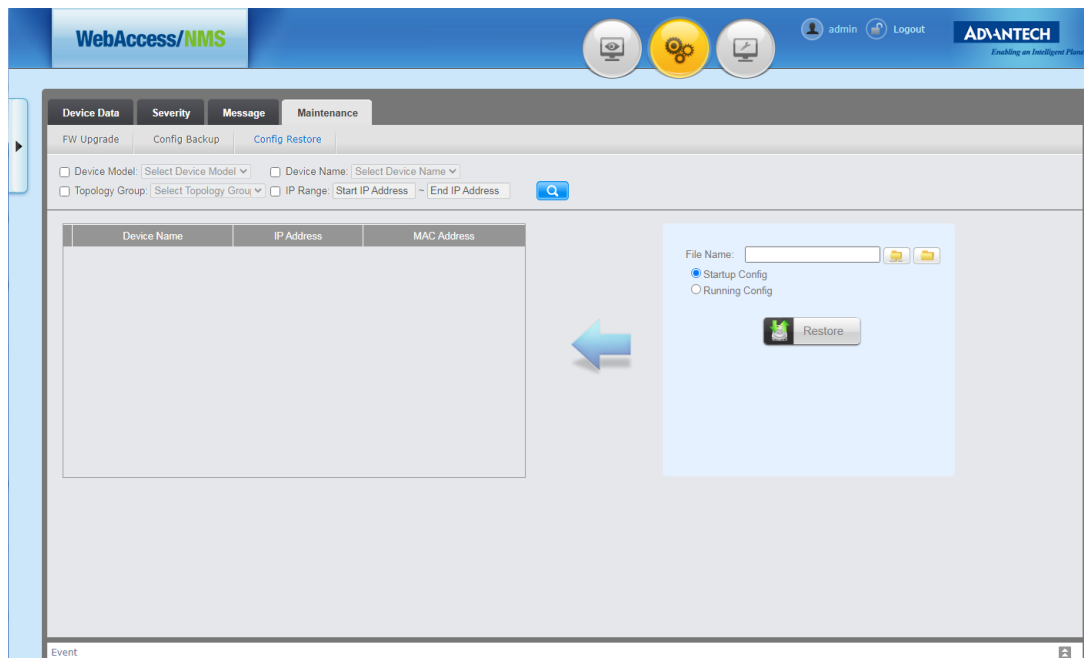 WebAccess/NMS
admin Logout
ADVANTECH
Enabling an Intelligent
Device Data Severity Message Maintenance
FW Upgrade Config Backup Config Restore
Device Model: Select Device Model Device Name: Select Device Name
Topology Group: Select Topology Grou IP Range: Start IP Address ~ End IP Address
Device Name IP Address MAC Address
File Name:
Startup Config
Running Config
Restore
Event